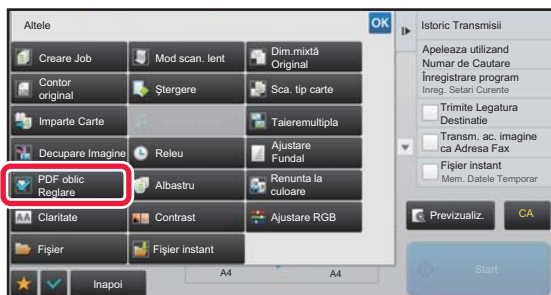 Altele
OK
Creare Job
Mod scan. lent
Dim.mixtă
Original
Contor
original
Ştergere
Sca. tip carte
Imparte Carte
Taieremultipla
Decupare Imagine
Releu
Ajustare
Fundal
PDF oblic
Reglare
Albastru
Renunta la
culoare
AA Claritate
Contrast
Ajustare RGB
Fişier
Fişier instant
Inapoi
A4
A4
Istoric Transmisii
Apeleaza utilizand
Numar de Cautare
Înregistrare program
Inreg. Setari Curente
Trimite Legatura
Destinatie
Transm. ac. imagine
ca Adresa Fax
Fişier instant
Mem. Datele Temporar
Previzualiz.
CA
Start